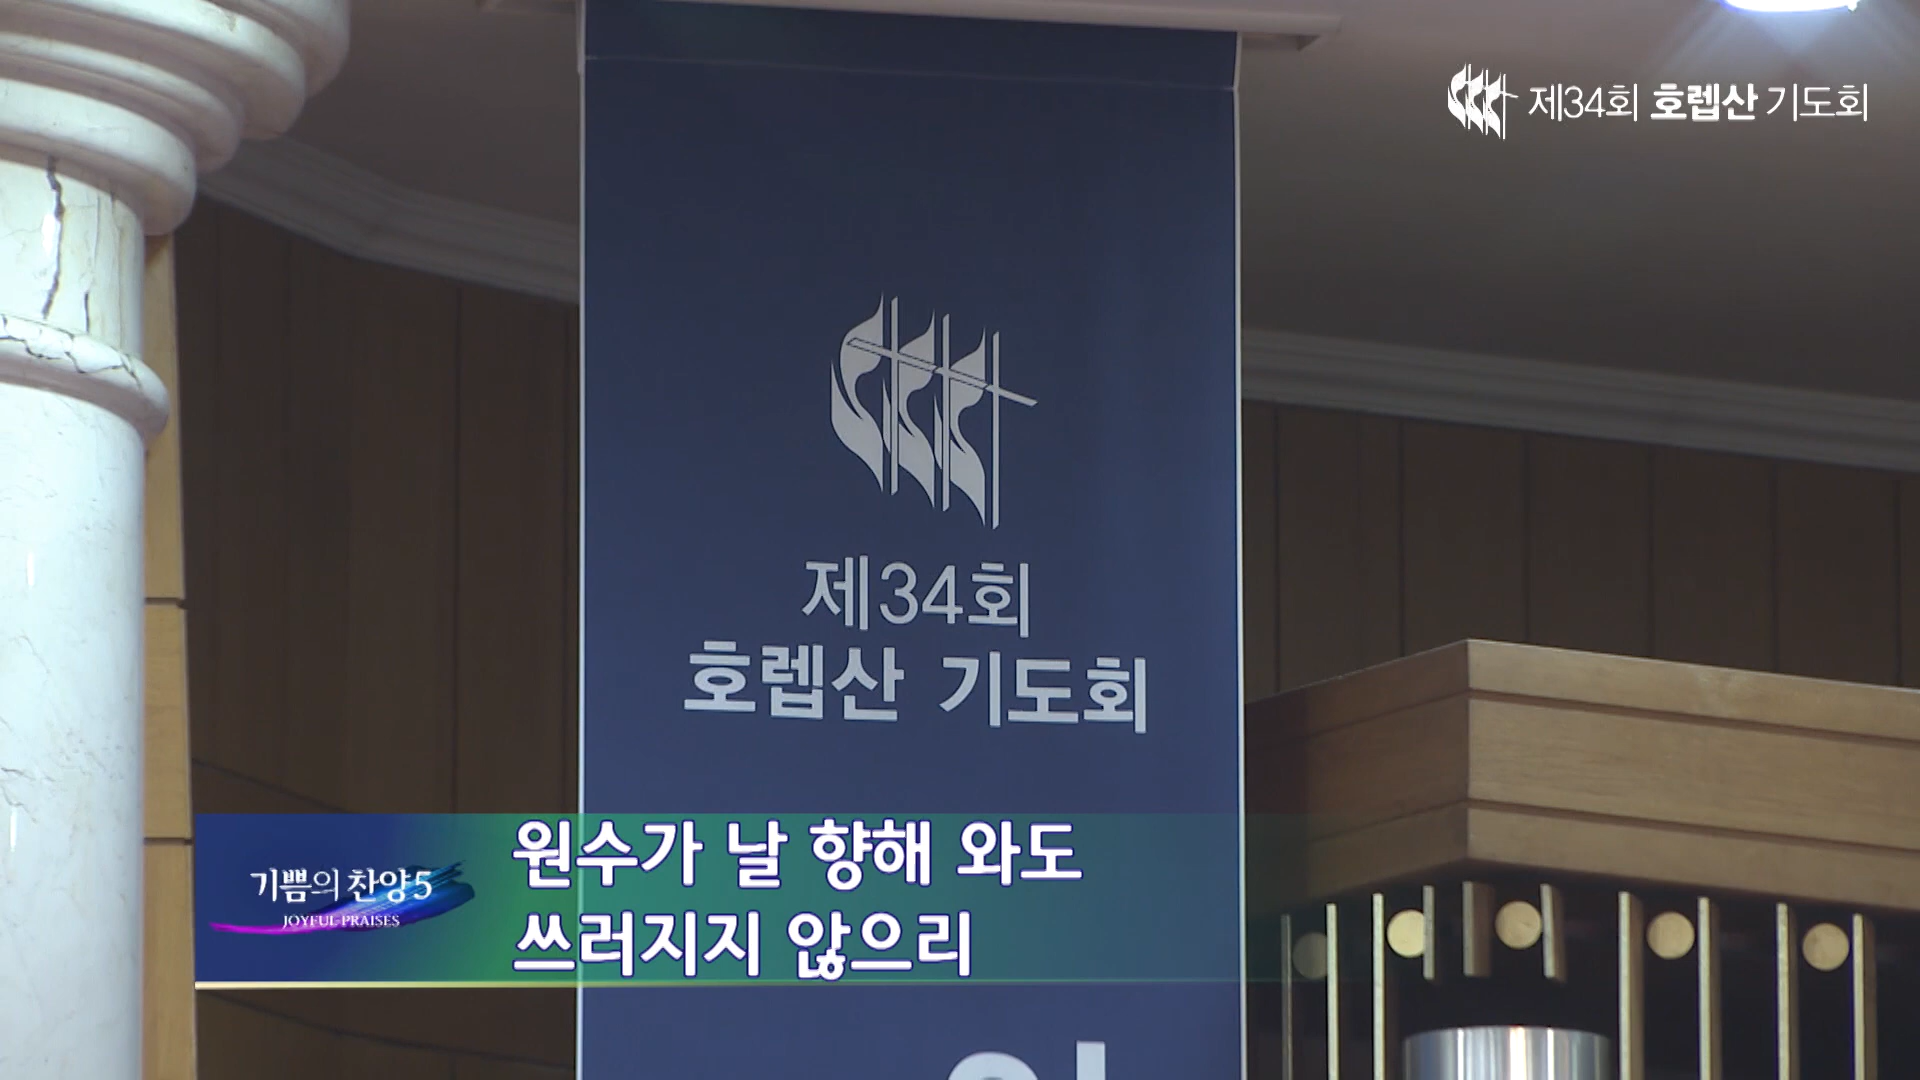 제34회 호렙산 기도회
제34회
호렙산 기도회
원수가 날 향해 와도
쓰러지지 않으리
기쁨의 찬양5
JOYFUL PRAISES